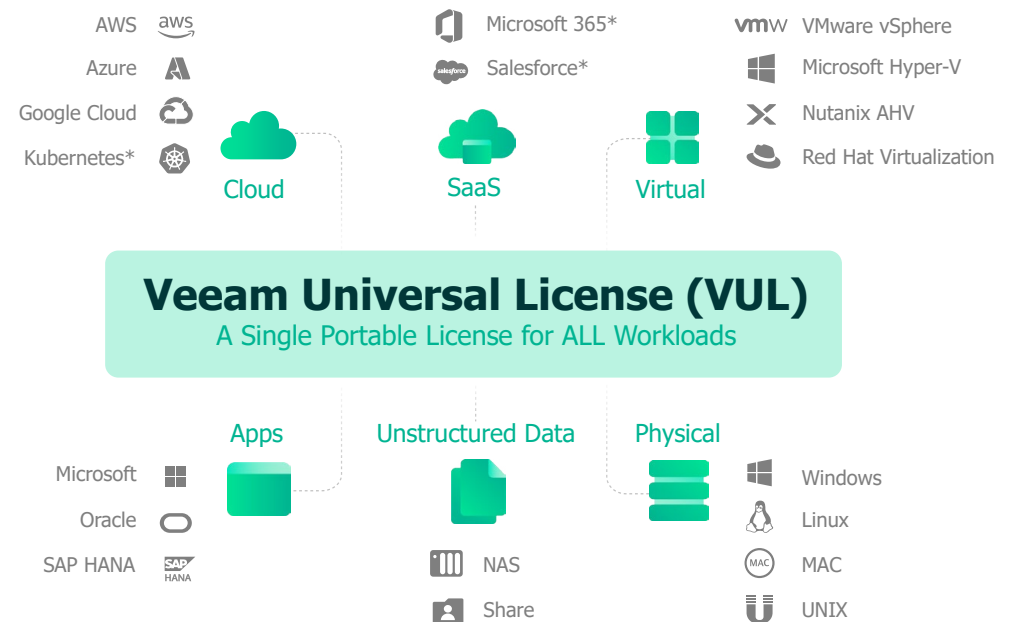 AWS
aws
Azure
Google Cloud
Kubernetes*
Cloud
Microsoft 365*
salesforce
Salesforce*
SaaS
vmw
VMware vSphere
Microsoft Hyper-V
Nutanix AHV
Red Hat Virtualization
Virtual
Veeam Universal License (VUL)
A Single Portable License for ALL Workloads
Apps
Microsoft
Oracle
SAP HANA
SAP
HANA
Unstructured Data
NAS
Share
Physical
Windows
Linux
MAC
MAC
UNIX